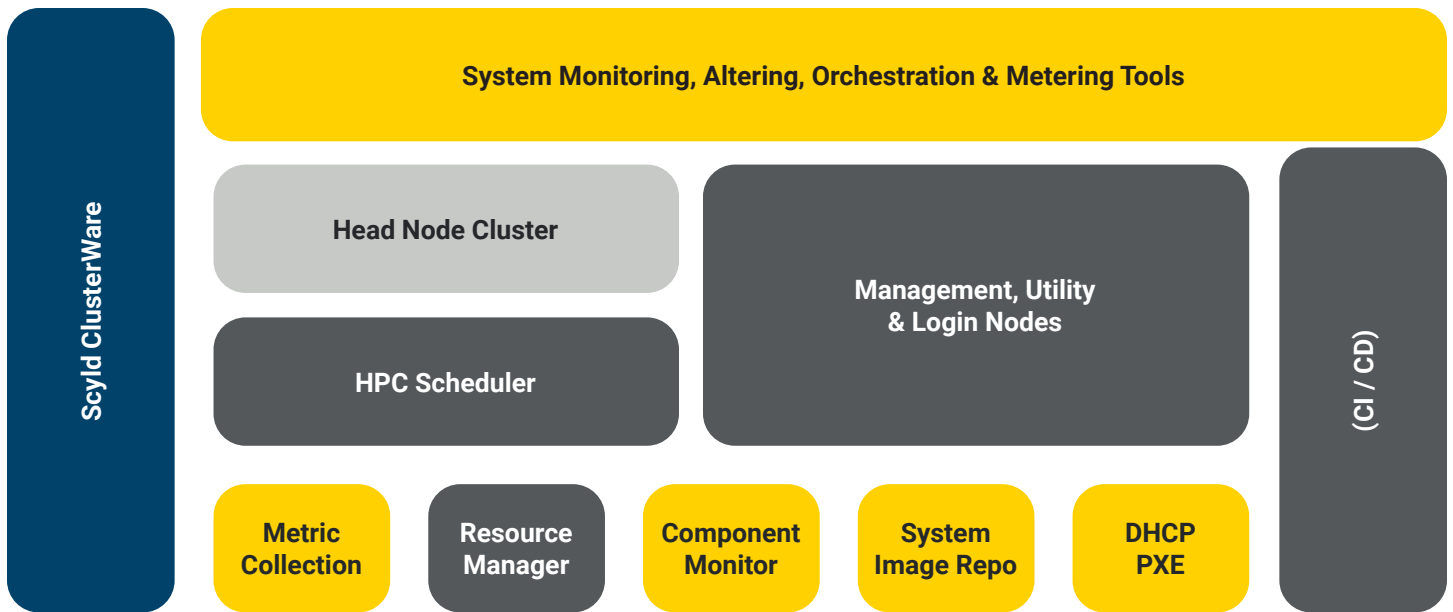 Scyld ClusterWare
System Monitoring, Altering, Orchestration & Metering Tools
Head Node Cluster
Management, Utility
& Login Nodes
HPC Scheduler
(CI / CD)
Metric
Collection
Resource
Manager
Component
Monitor
System
Image Repo
DHCP
PXE